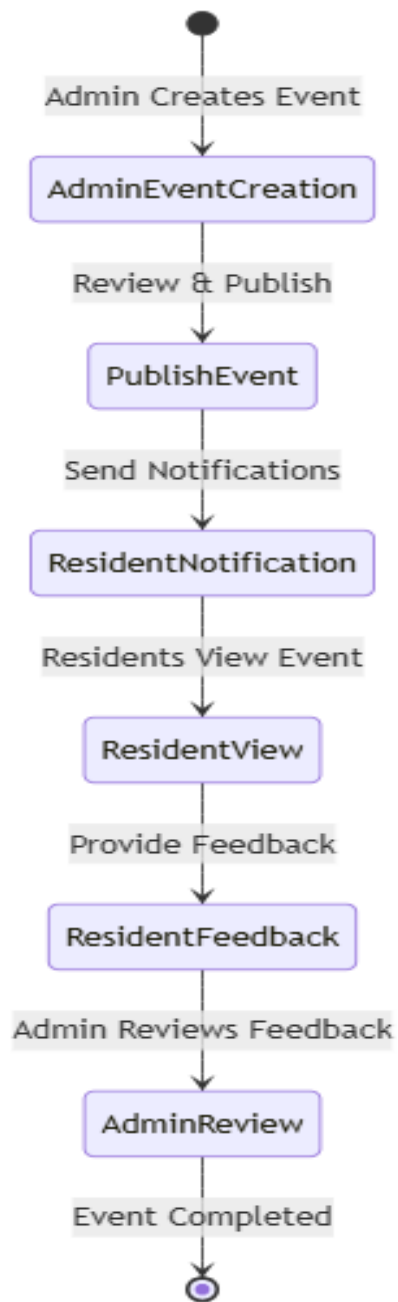 Admin Creates Event
AdminEventCreation
Review & Publish
PublishEvent
Send Notifications
ResidentNotification
Residents View Event
ResidentView
Provide Feedback
ResidentFeedback
Admin Reviews Feedback
AdminReview
Event Completed